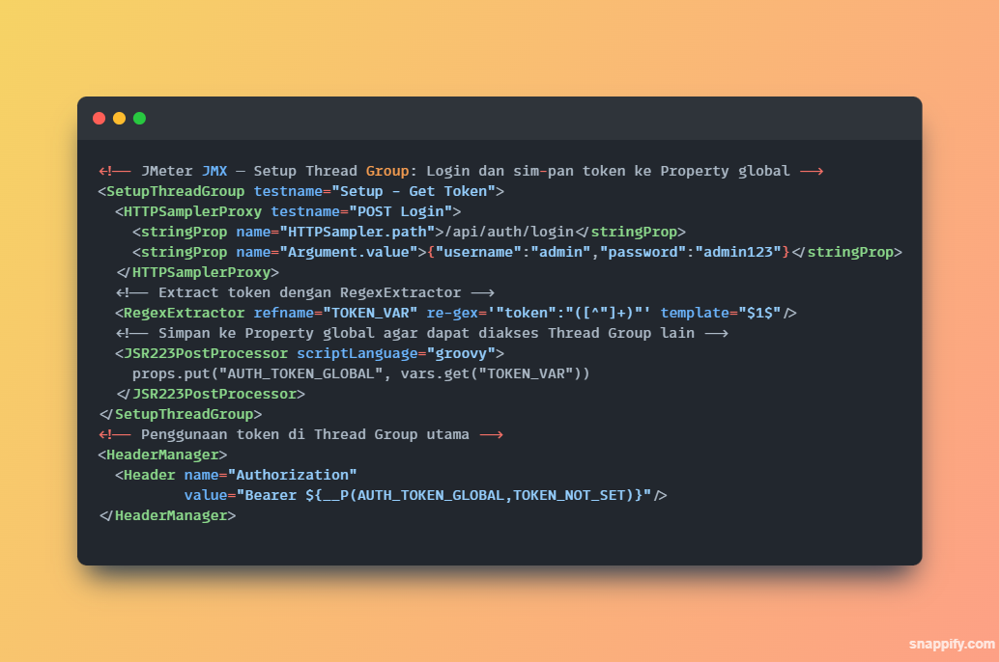 <!-- JMeter JMX — Setup Thread Group: Login dan sim-pan token ke Property global -->
<SetupThreadGroup testname="Setup - Get Token">
  <HTTPSamplerProxy testname="POST Login">
    <stringProp name="HTTPSampler.path">/api/auth/login</stringProp>
    <stringProp name="Argument.value">{"username":"admin","password":"admin123"}</stringProp>
  </HTTPSamplerProxy>
  <!-- Extract token dengan RegexExtractor -->
  <RegexExtractor refname="TOKEN_VAR" re-gex='"token":"([^"]+)"' template="$1$"/>
  <!-- Simpan ke Property global agar dapat diakses Thread Group lain -->
  <JSR223PostProcessor scriptLanguage="groovy">
    props.put("AUTH_TOKEN_GLOBAL", vars.get("TOKEN_VAR"))
  </JSR223PostProcessor>
</SetupThreadGroup>
<!-- Penggunaan token di Thread Group utama -->
<HeaderManager>
  <Header name="Authorization"
          value="Bearer ${__P(AUTH_TOKEN_GLOBAL,TOKEN_NOT_SET)}"/>
</HeaderManager>
snappify.com